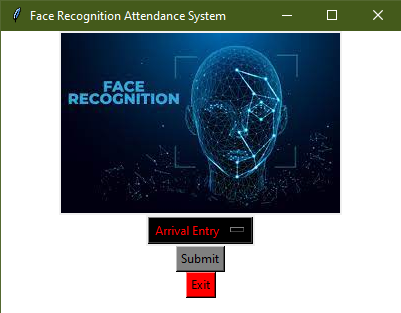 Face Recognition Attendance System
FACE
RECOGNITION
Arrival Entry
Submit
Exit